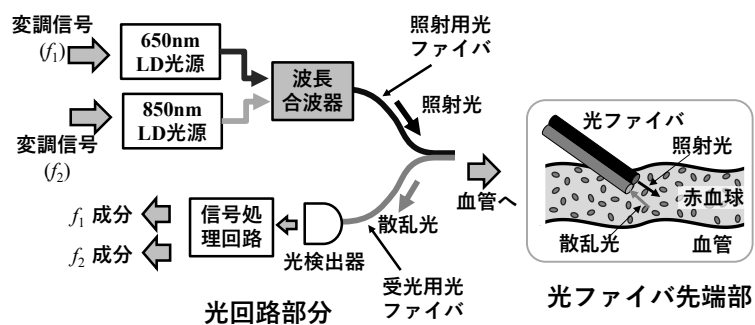 変調信号
(f₁)
650nm
LD光源
850nm
LD光源
変調信号
(f₂)
波長
合波器
照射用光
ファイバ
照射光
血管へ
散乱光
受光用光
ファイバ
光検出器
信号処
理回路
f₁ 成分
f₂ 成分
光回路部分
光ファイバ
照射光
赤血球
散乱光
血管
光ファイバ先端部